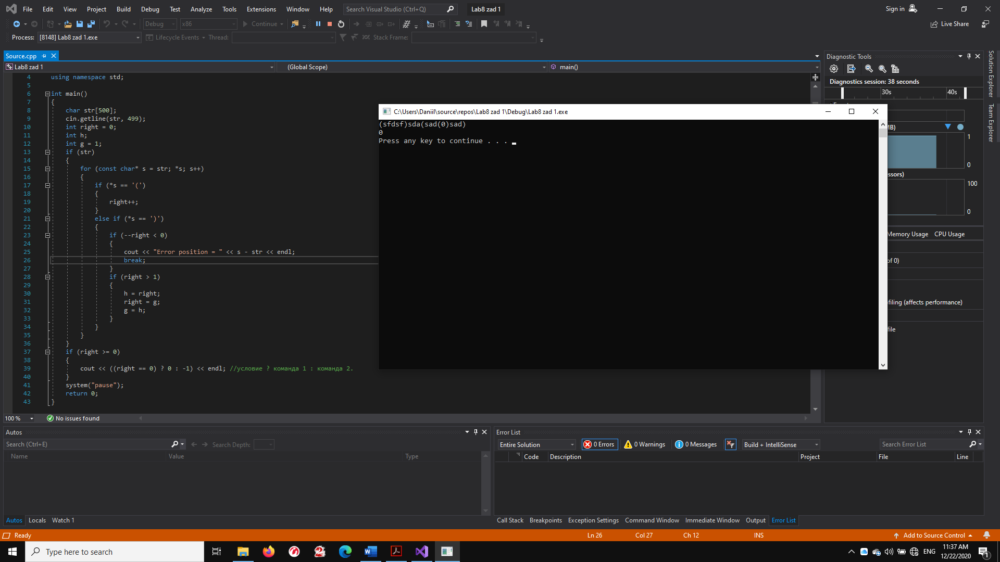 File Edit View Project Build Debug Test Analyze Tools Extensions Window Help Search Visual Studio (Ctrl+Q) Lab8 zad 1 Sign in
Debug x86 Continue Live Share
Process: [8148] Lab8 zad 1.exe Lifecycle Events Thread: Stack Frame:
Source.cpp
Lab8 zad 1 (Global Scope) main()
4 using namespace std;
5
6 int main()
7 {
8 char str[500];
9 cin.getline(str, 499);
10 int right = 0;
11 int h;
12 int g = 1;
13 if (str)
14 {
15 for (const char* s = str; *s; s++)
16 {
17 if (*s == '(')
18 {
19 right++;
20 }
21 else if (*s == ')')
22 {
23 if (--right < 0)
24 {
25 cout << "Error position = " << s - str << endl;
26 break;
27 }
28 if (right > 1)
29 {
30 h = right;
31 right = g;
32 g = h;
33 }
34 }
35 }
36 }
37 if (right >= 0)
38 {
39 cout << ((right == 0) ? 0 : -1) << endl; //условие ? команда 1 : команда 2.
40 }
41 system("pause");
42 return 0;
43 }
100 % No issues found
C:\Users\Daniil\source\repos\Lab8 zad 1\Debug\Lab8 zad 1.exe
(sfdsf)sda(sad(0)sad)
0
Press any key to continue . . .
Diagnostic Tools
Diagnostics session: 38 seconds
30s 40s
MB)
1
0
ssors)
100
0
Memory Usage CPU Usage
of 0)
filing (affects performance)
file
Solution Explorer
Team Explorer
Autos
Search (Ctrl+E) Search Depth:
Name Value Type
Autos Locals Watch 1
Error List
Entire Solution 0 Errors 0 Warnings 0 Messages Build + IntelliSense Search Error List
Code Description Project File Line
Call Stack Breakpoints Exception Settings Command Window Immediate Window Output Error List
Ready Ln 26 Col 27 Ch 12 INS Add to Source Control
Type here to search ENG 11:37 AM
12/22/2020
1